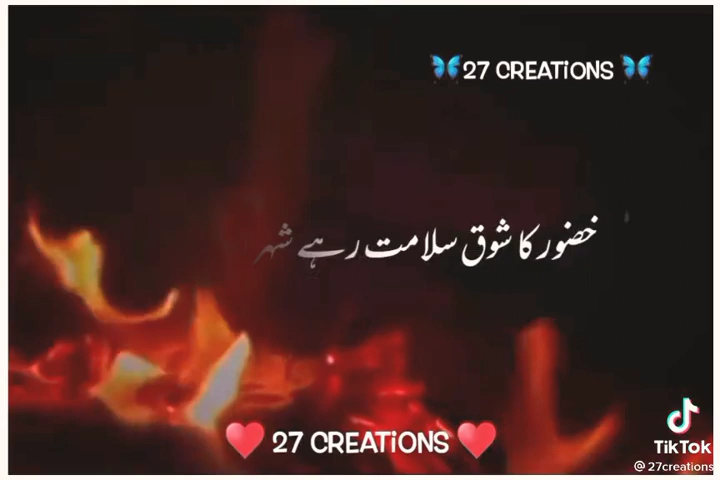 🦋27 CREATiONS 🦋
خضور کا شوق سلامت رہے شہر
❤️ 27 CREATiONS ❤️
TikTok
@27creations